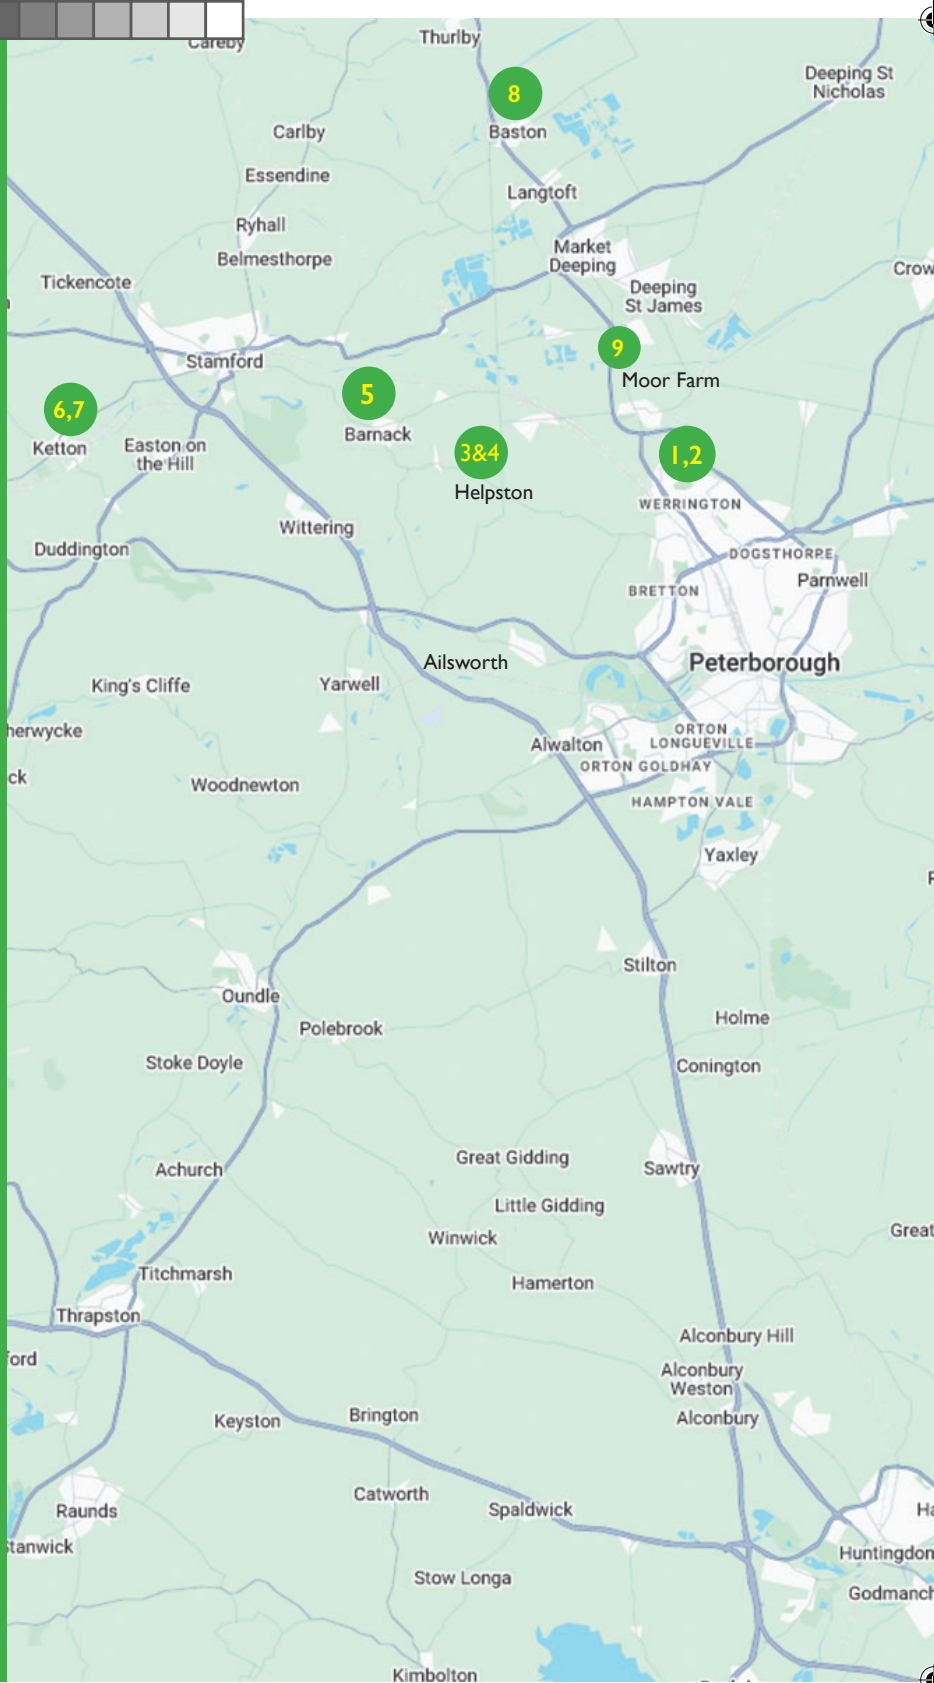 Careby
Thurlby
Deeping St
Nicholas
8
Baston
Carlby
Essendine
Langtoft
Ryhall
Belmesthorpe
Market
Deeping
Crow
Tickencote
Deeping
St James
9
Stamford
Moor Farm
6,7
5
Ketton
Easton on
the Hill
Barnack
3&4
1,2
Helpston
WERRINGTON
Wittering
Duddington
DOGSTHORPE
Parnwell
BRETTON
Ailsworth
Peterborough
King's Cliffe
Yarwell
herwycke
ORTON
LONGUEVILLE
Alwalton
ORTON GOLDHAY
ck
Woodnewton
HAMPTON VALE
Yaxley
Stilton
Oundle
Holme
Polebrook
Stoke Doyle
Conington
Great Gidding
Sawtry
Achurch
Little Gidding
Winwick
Great
Titchmarsh
Hamerton
Thrapston
Alconbury Hill
ford
Alconbury
Weston
Keyston
Brington
Alconbury
Catworth
Raunds
Spaldwick
Ha
Stanwick
Huntingdon
Stow Longa
Godmanch
Kimbolton